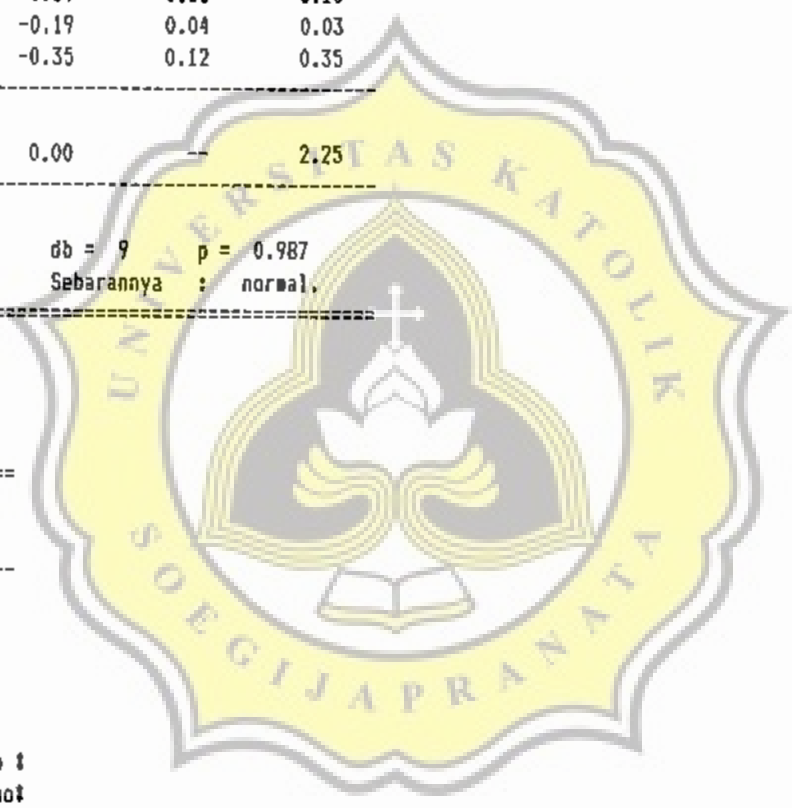 -0.19 0.04 0.03
-0.35 0.12 0.35
0.00 -- 2.25
db = 9 p = 0.987
Sebarannya : normal.
UNIVERSITAS KATOLIK
SOEGIJAPRANATA